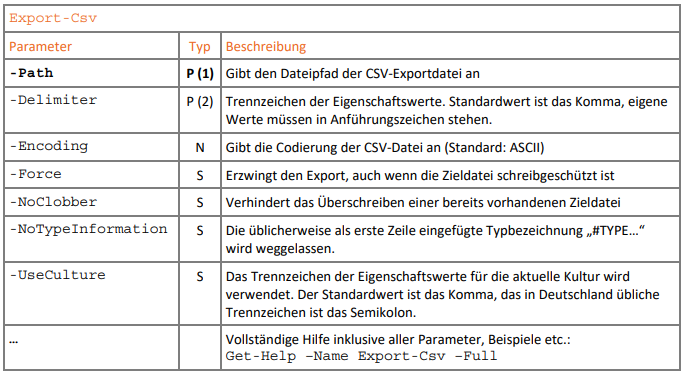 Export-Csv
Parameter Typ Beschreibung
-Path P (1) Gibt den Dateipfad der CSV-Exportdatei an
-Delimiter P (2) Trennzeichen der Eigenschaftswerte. Standardwert ist das Komma, eigene
Werte müssen in Anführungszeichen stehen.
-Encoding N Gibt die Codierung der CSV-Datei an (Standard: ASCII)
-Force S Erzwingt den Export, auch wenn die Zieldatei schreibgeschützt ist
-NoClobber S Verhindert das Überschreiben einer bereits vorhandenen Zieldatei
-NoTypeInformation S Die üblicherweise als erste Zeile eingefügte Typbezeichnung „#TYPE…“
wird weggelassen.
-UseCulture S Das Trennzeichen der Eigenschaftswerte für die aktuelle Kultur wird
verwendet. Der Standardwert ist das Komma, das in Deutschland übliche
Trennzeichen ist das Semikolon.
… Vollständige Hilfe inklusive aller Parameter, Beispiele etc.:
Get-Help –Name Export-Csv –Full